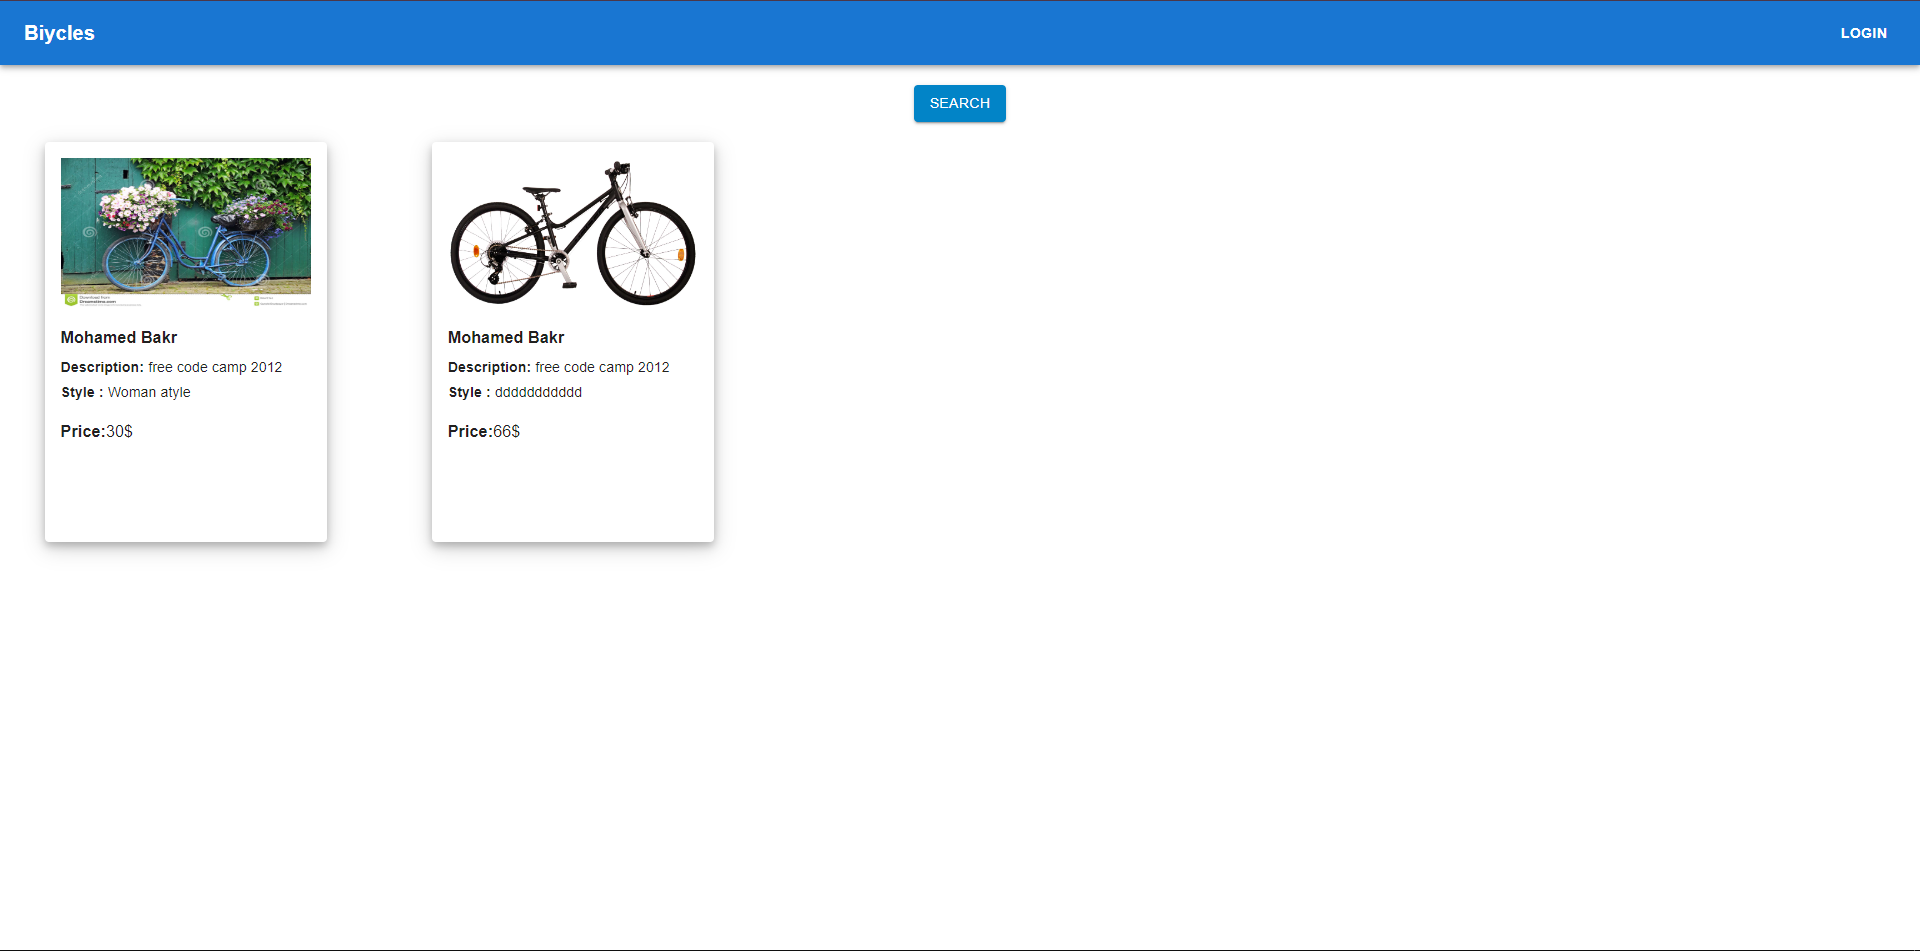 Biycles
LOGIN
SEARCH
Mohamed Bakr
Description: free code camp 2012
Style : Woman atyle
Price:30$
Mohamed Bakr
Description: free code camp 2012
Style : ddddddddddd
Price:66$